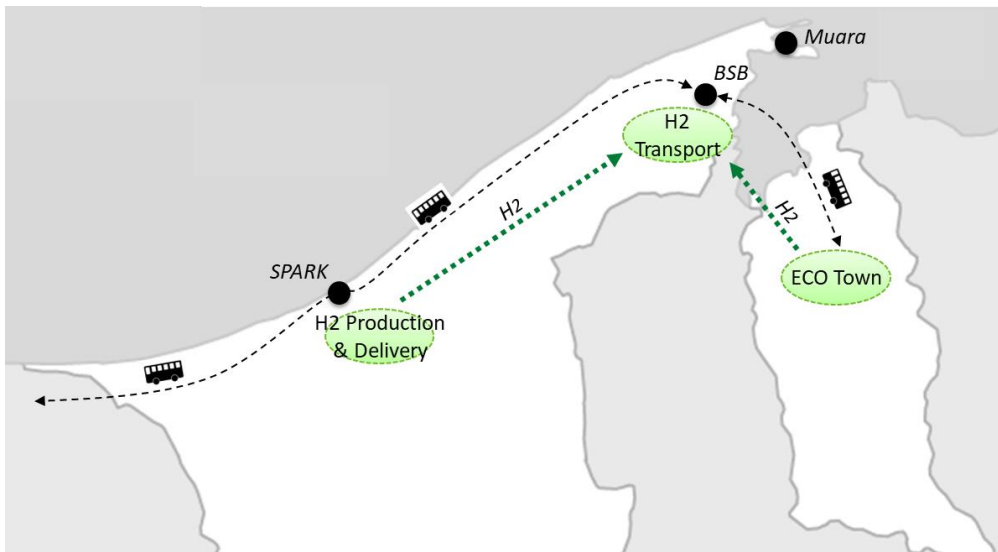 Muara
BSB
H2
Transport
H2
H2
SPARK
ECO Town
H2 Production
& Delivery